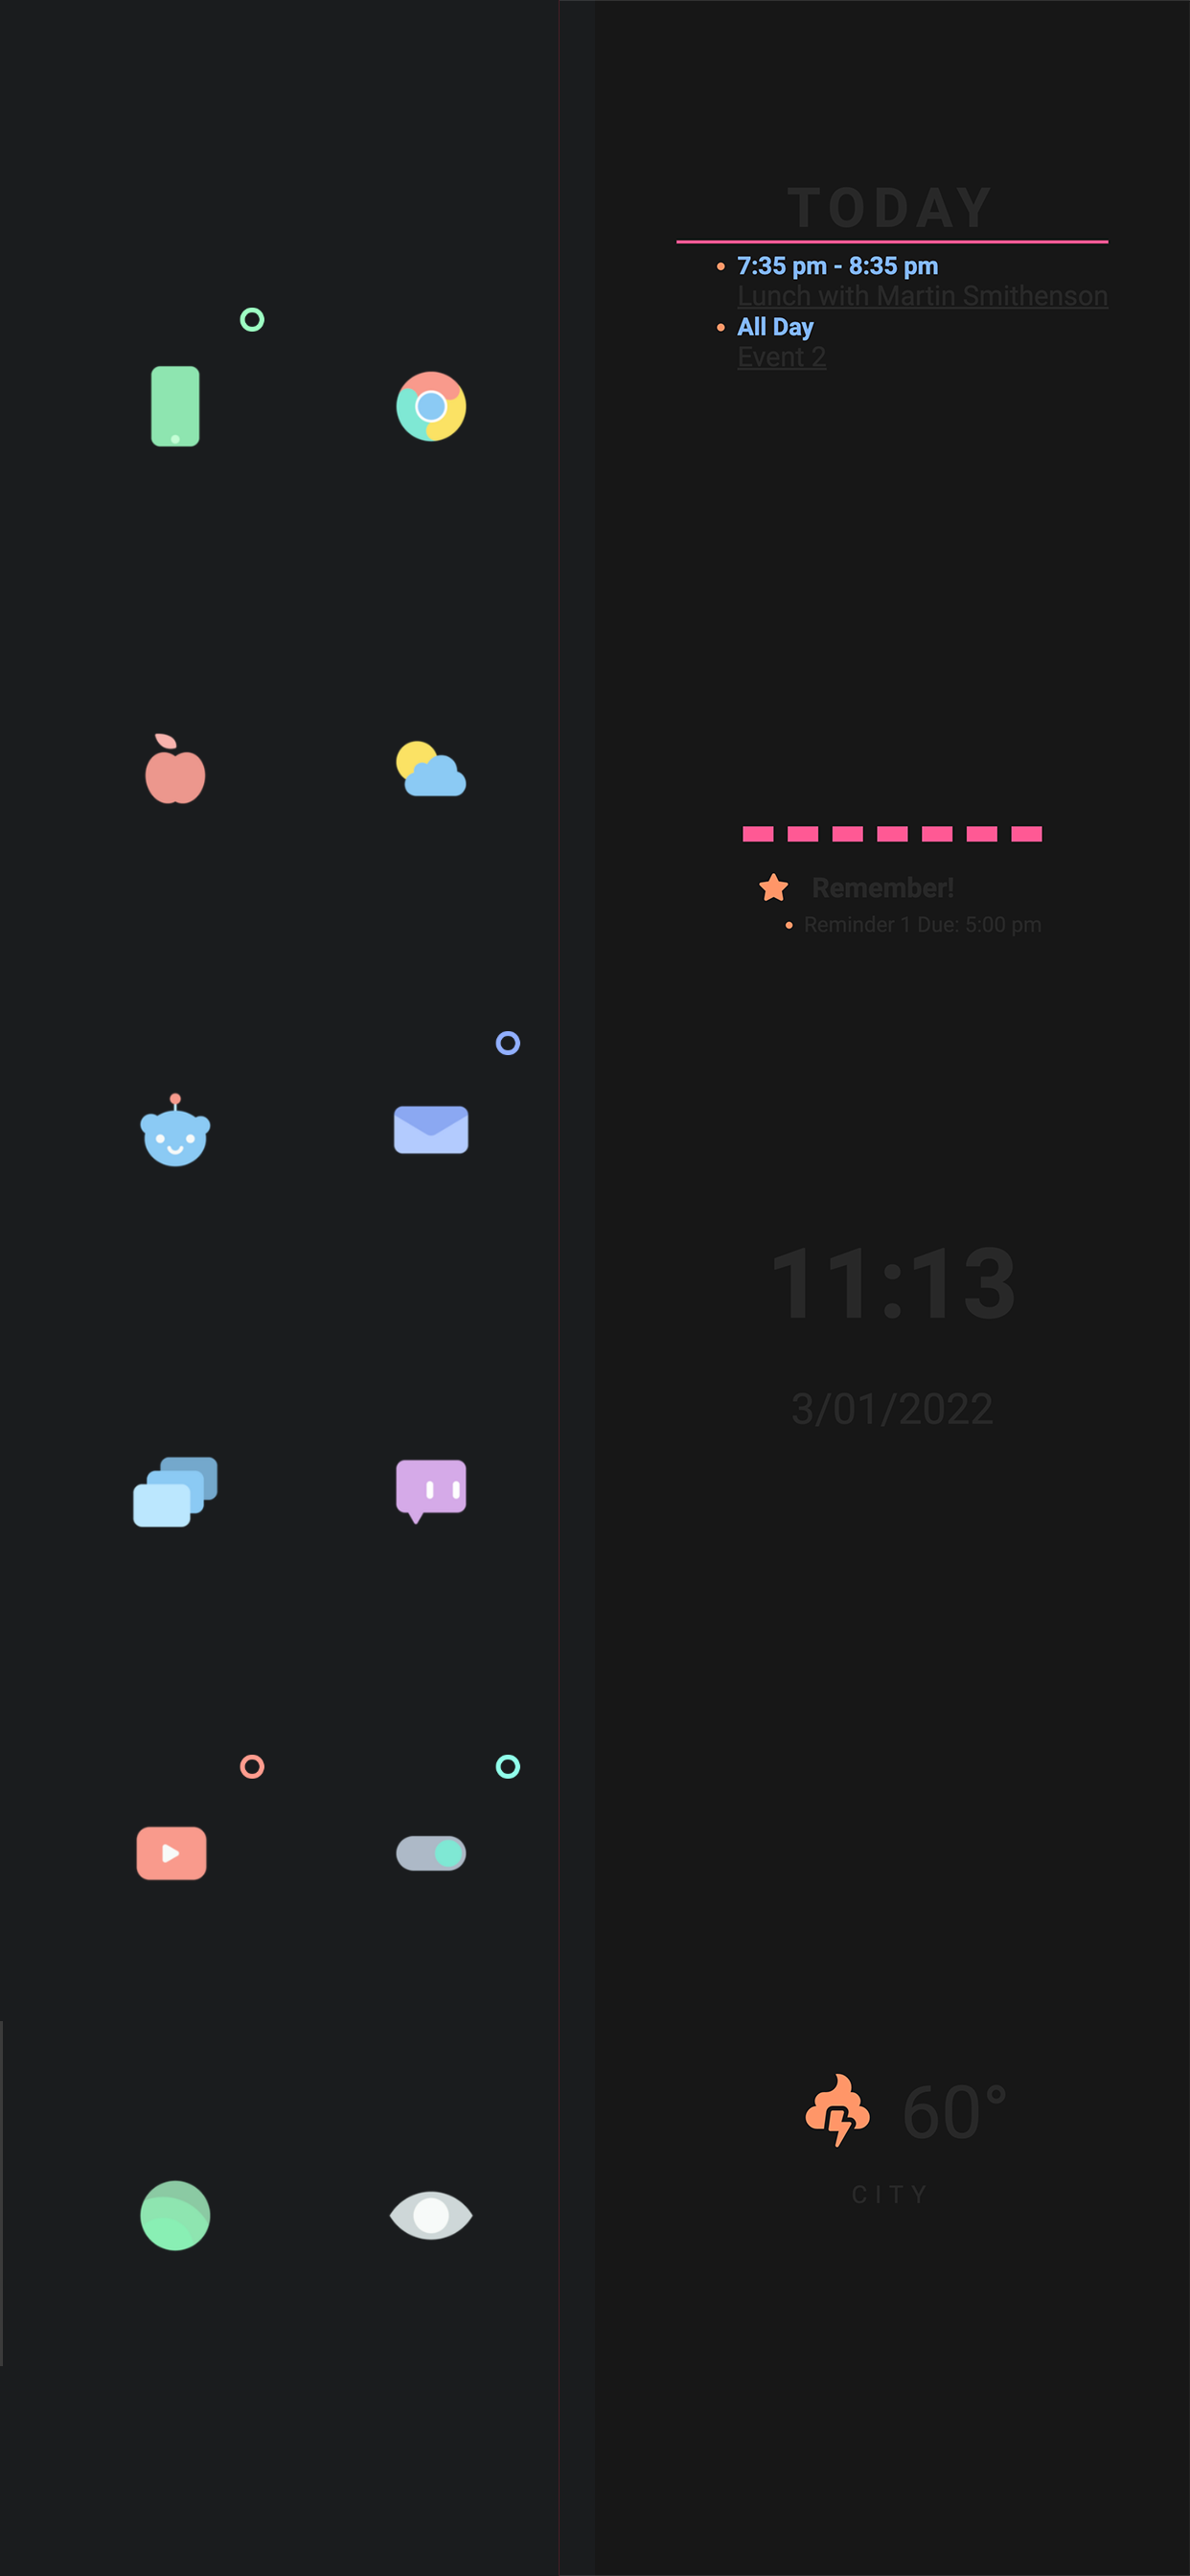 TODAY
7:35 pm - 8:35 pm
Lunch with Martin Smithenson
All Day
Event 2
Remember!
Reminder 1 Due: 5:00 pm
11:13
3/01/2022
60°
CITY